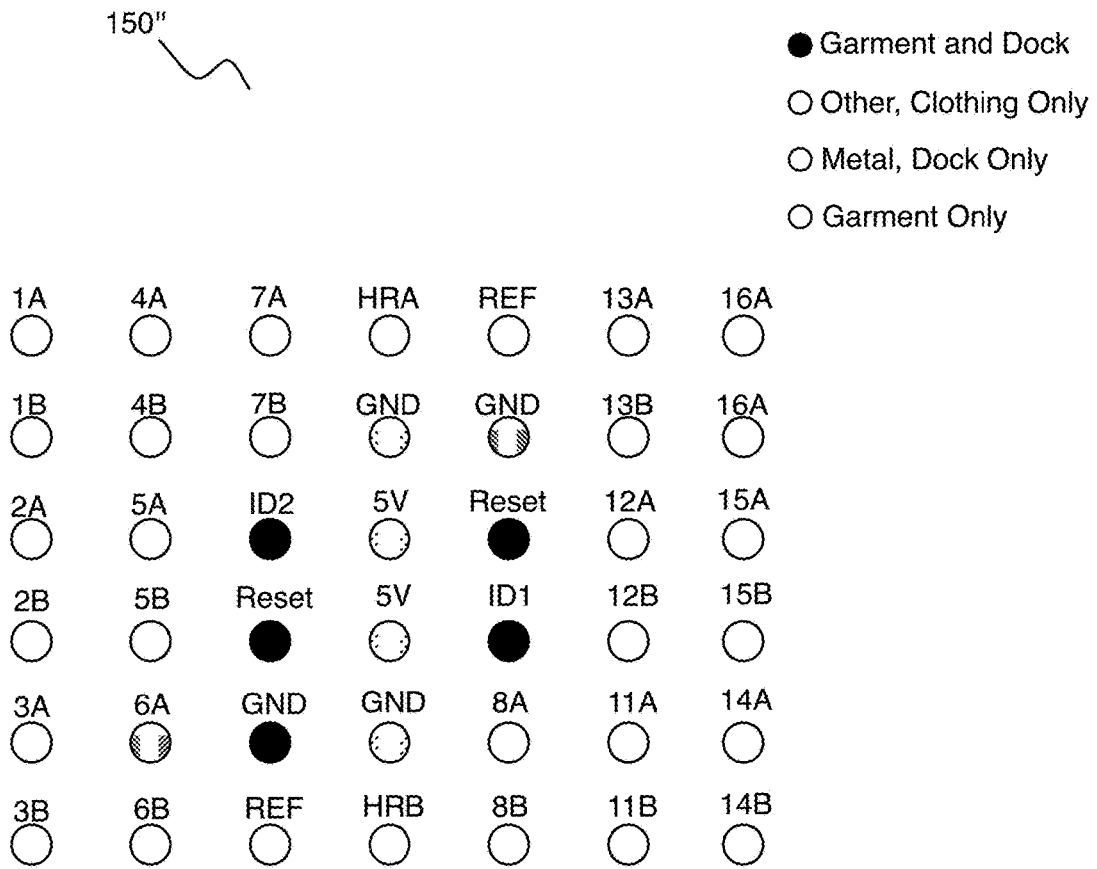 150"
Garment and Dock
Other, Clothing Only
Metal, Dock Only
Garment Only
1A 4A 7A HRA REF 13A 16A
1B 4B 7B GND GND 13B 16A
2A 5A ID2 5V Reset 12A 15A
2B 5B Reset 5V ID1 12B 15B
3A 6A GND GND 8A 11A 14A
3B 6B REF HRB 8B 11B 14B